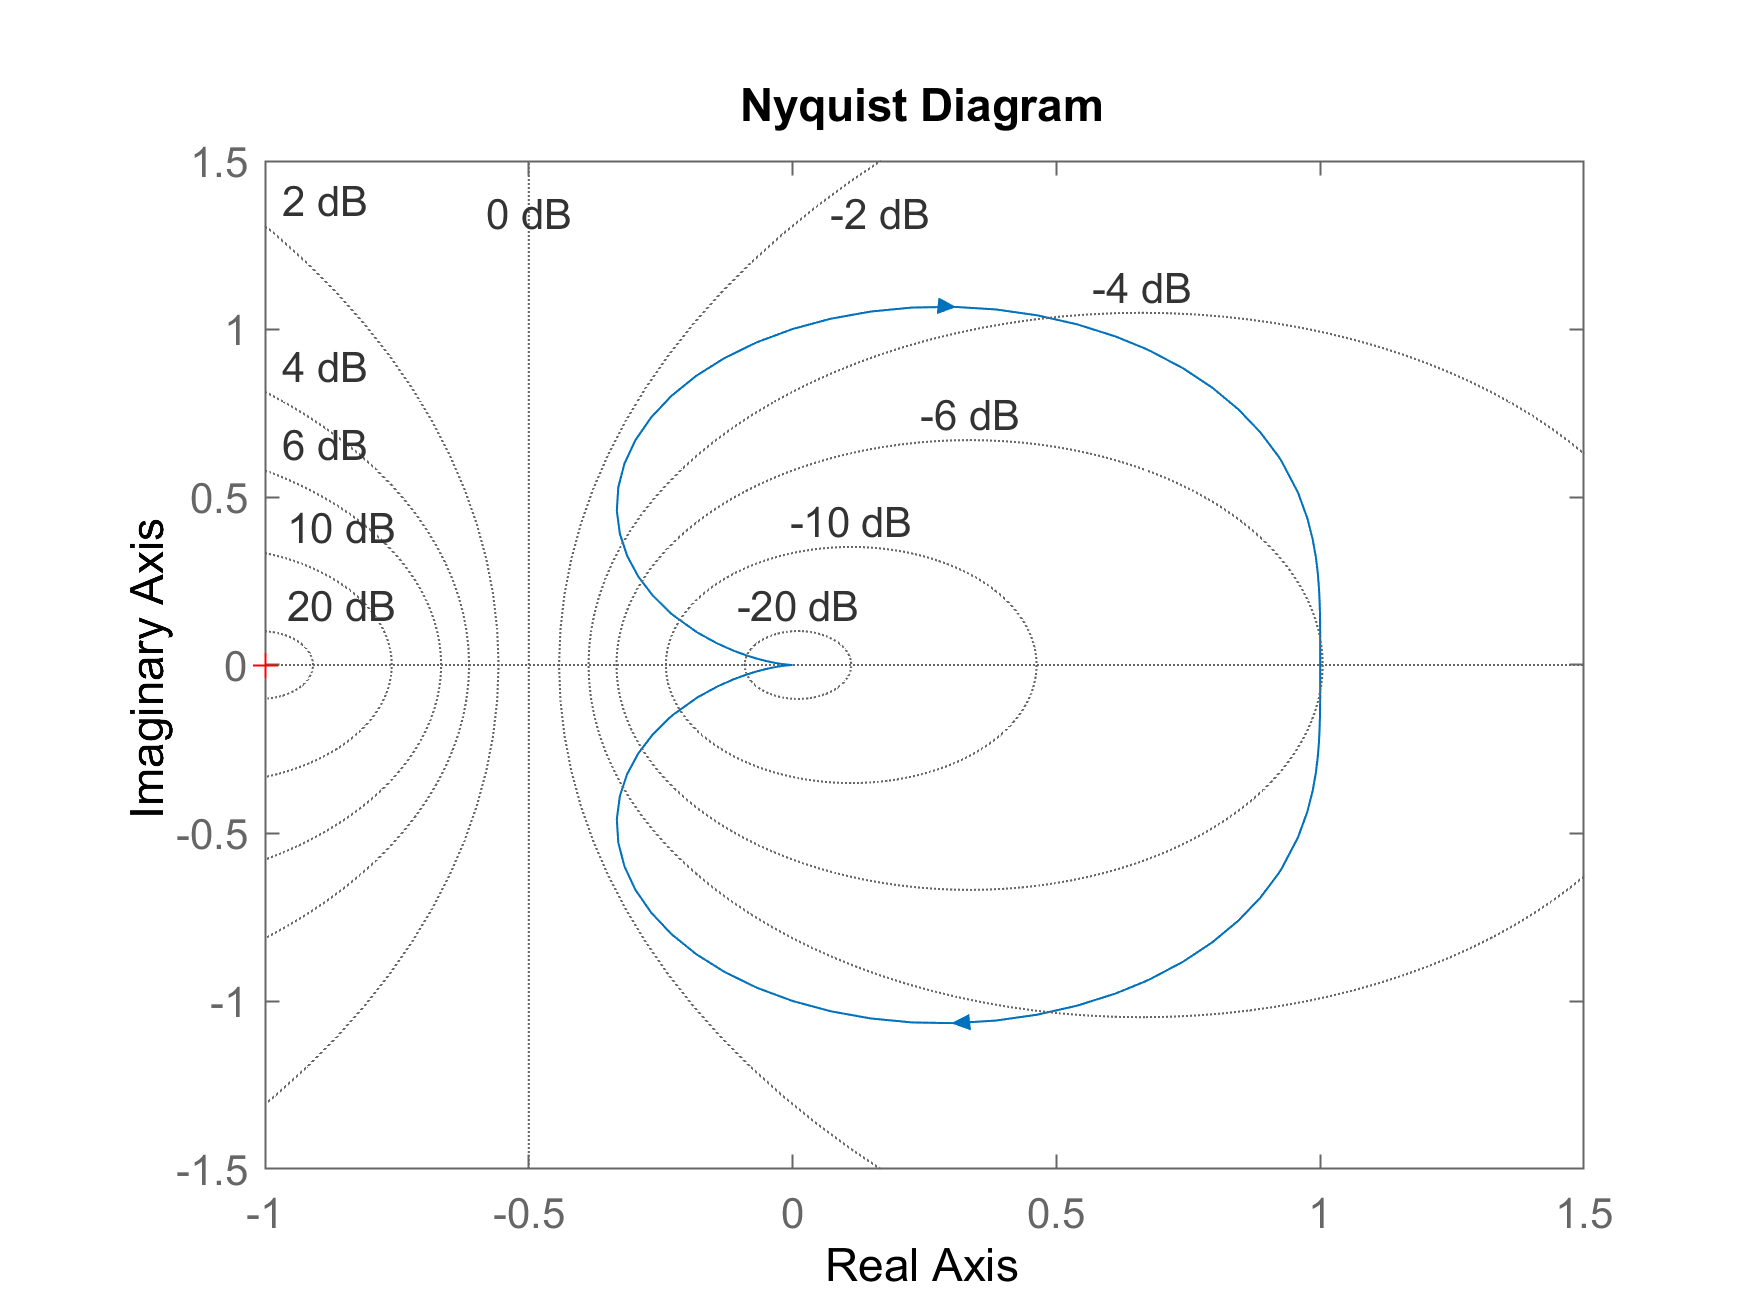 Nyquist Diagram
1.5
2 dB
0 dB
-2 dB
-4 dB
1
4 dB
-6 dB
6 dB
0.5
10 dB
-10 dB
20 dB
-20 dB
0
-0.5
-1
-1.5
Imaginary Axis
-1 -0.5 0 0.5 1 1.5
Real Axis